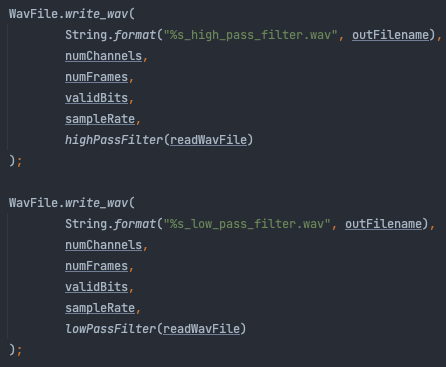 WavFile.write_wav(
String.format("%s_high_pass_filter.wav", outFilename),
numChannels,
numFrames,
validBits,
sampleRate,
highPassFilter(readWavFile)
);
WavFile.write_wav(
String.format("%s_low_pass_filter.wav", outFilename),
numChannels,
numFrames,
validBits,
sampleRate,
lowPassFilter(readWavFile)
);